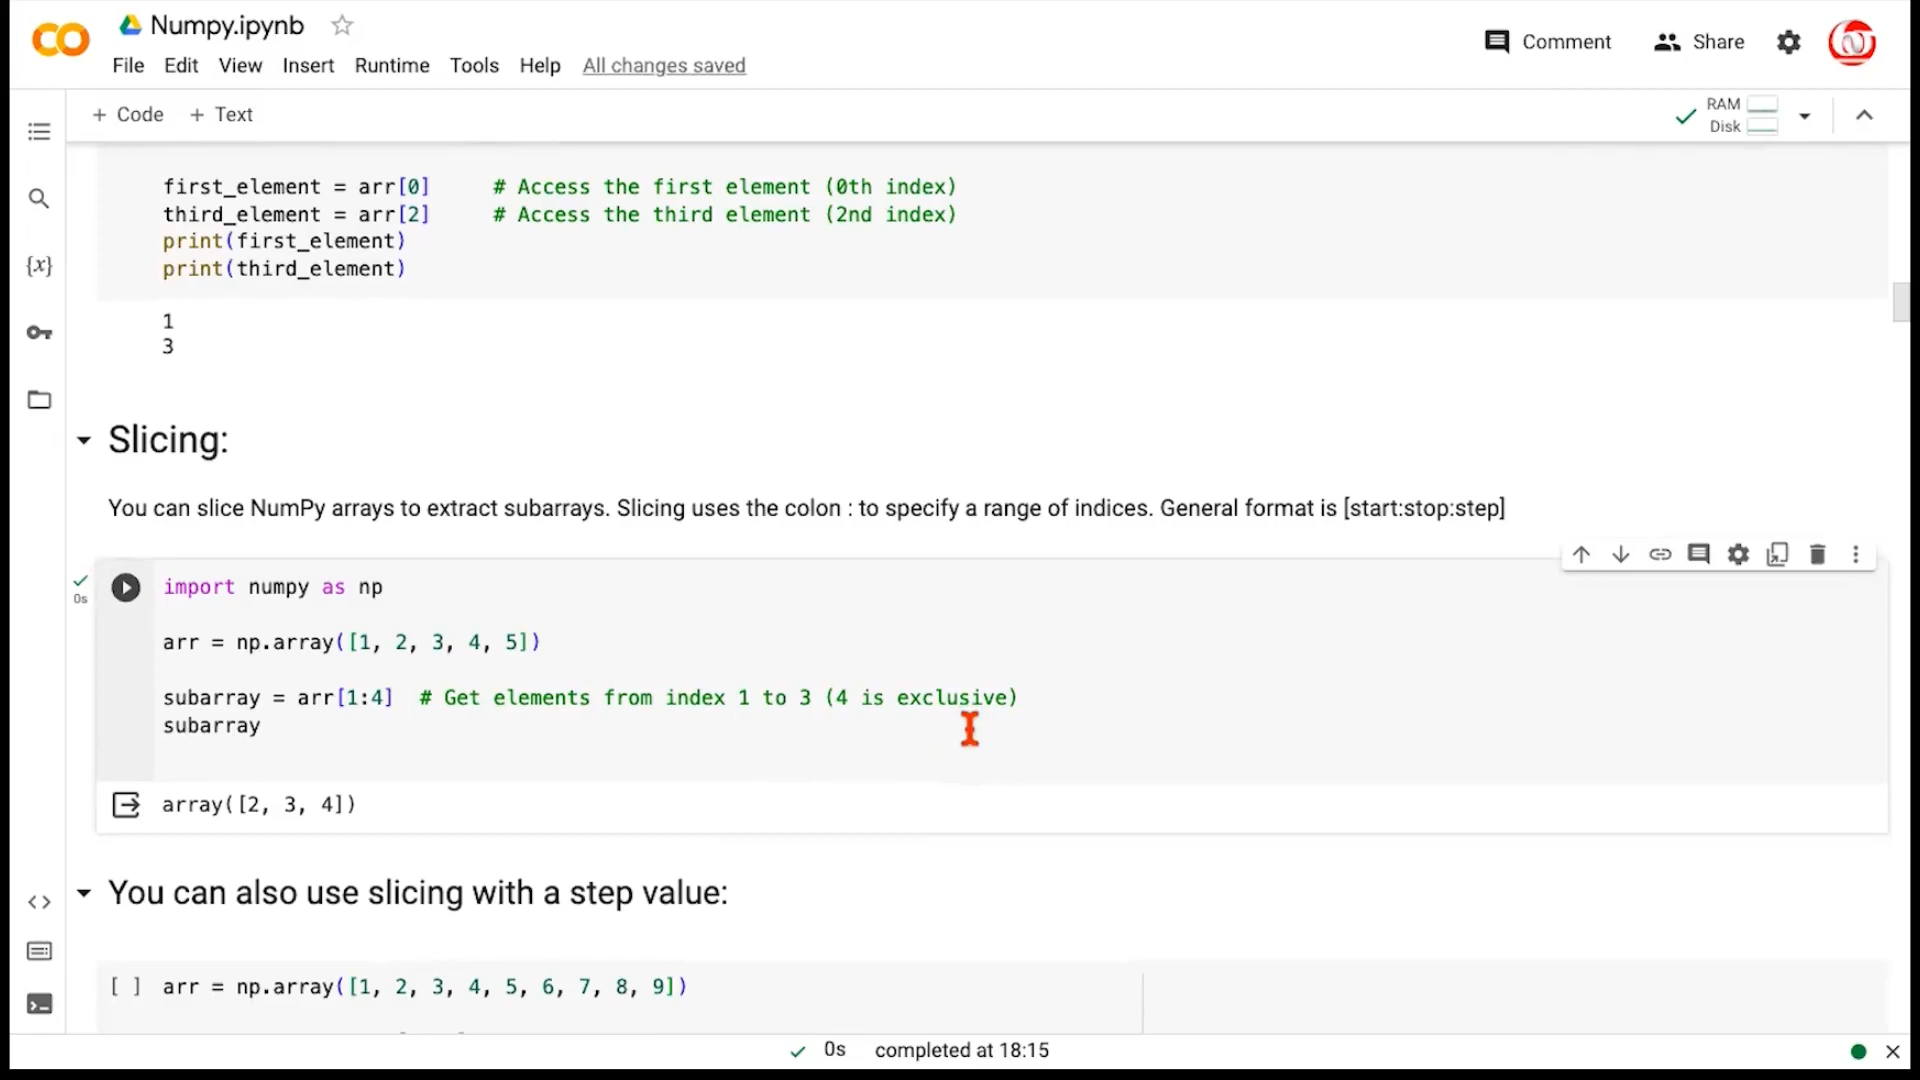 Numpy.ipynb
Comment
Share
File Edit View Insert Runtime Tools Help All changes saved
+ Code + Text
RAM
Disk
first_element = arr[0] # Access the first element (0th index)
third_element = arr[2] # Access the third element (2nd index)
print(first_element)
print(third_element)
1
3
Slicing:
You can slice NumPy arrays to extract subarrays. Slicing uses the colon : to specify a range of indices. General format is [start:stop:step]
0s
import numpy as np
arr = np.array([1, 2, 3, 4, 5])
subarray = arr[1:4] # Get elements from index 1 to 3 (4 is exclusive)
subarray
array([2, 3, 4])
You can also use slicing with a step value:
[ ] arr = np.array([1, 2, 3, 4, 5, 6, 7, 8, 9])
0s completed at 18:15